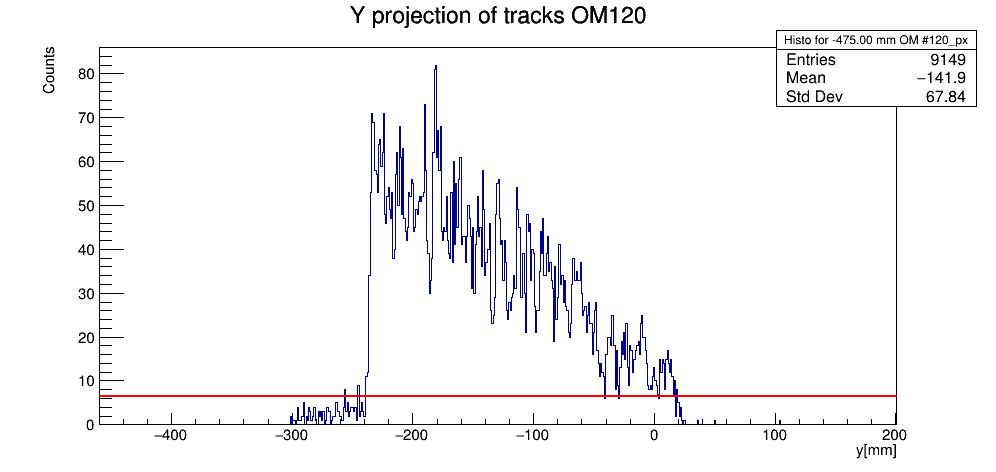 Y projection of tracks OM120
Histo for -475.00 mm OM #120_px
Entries 9149
Mean −141.9
Std Dev 67.84
Counts
80
70
60
50
40
30
20
10
0
−400 −300 −200 −100 0 100 200
y[mm]